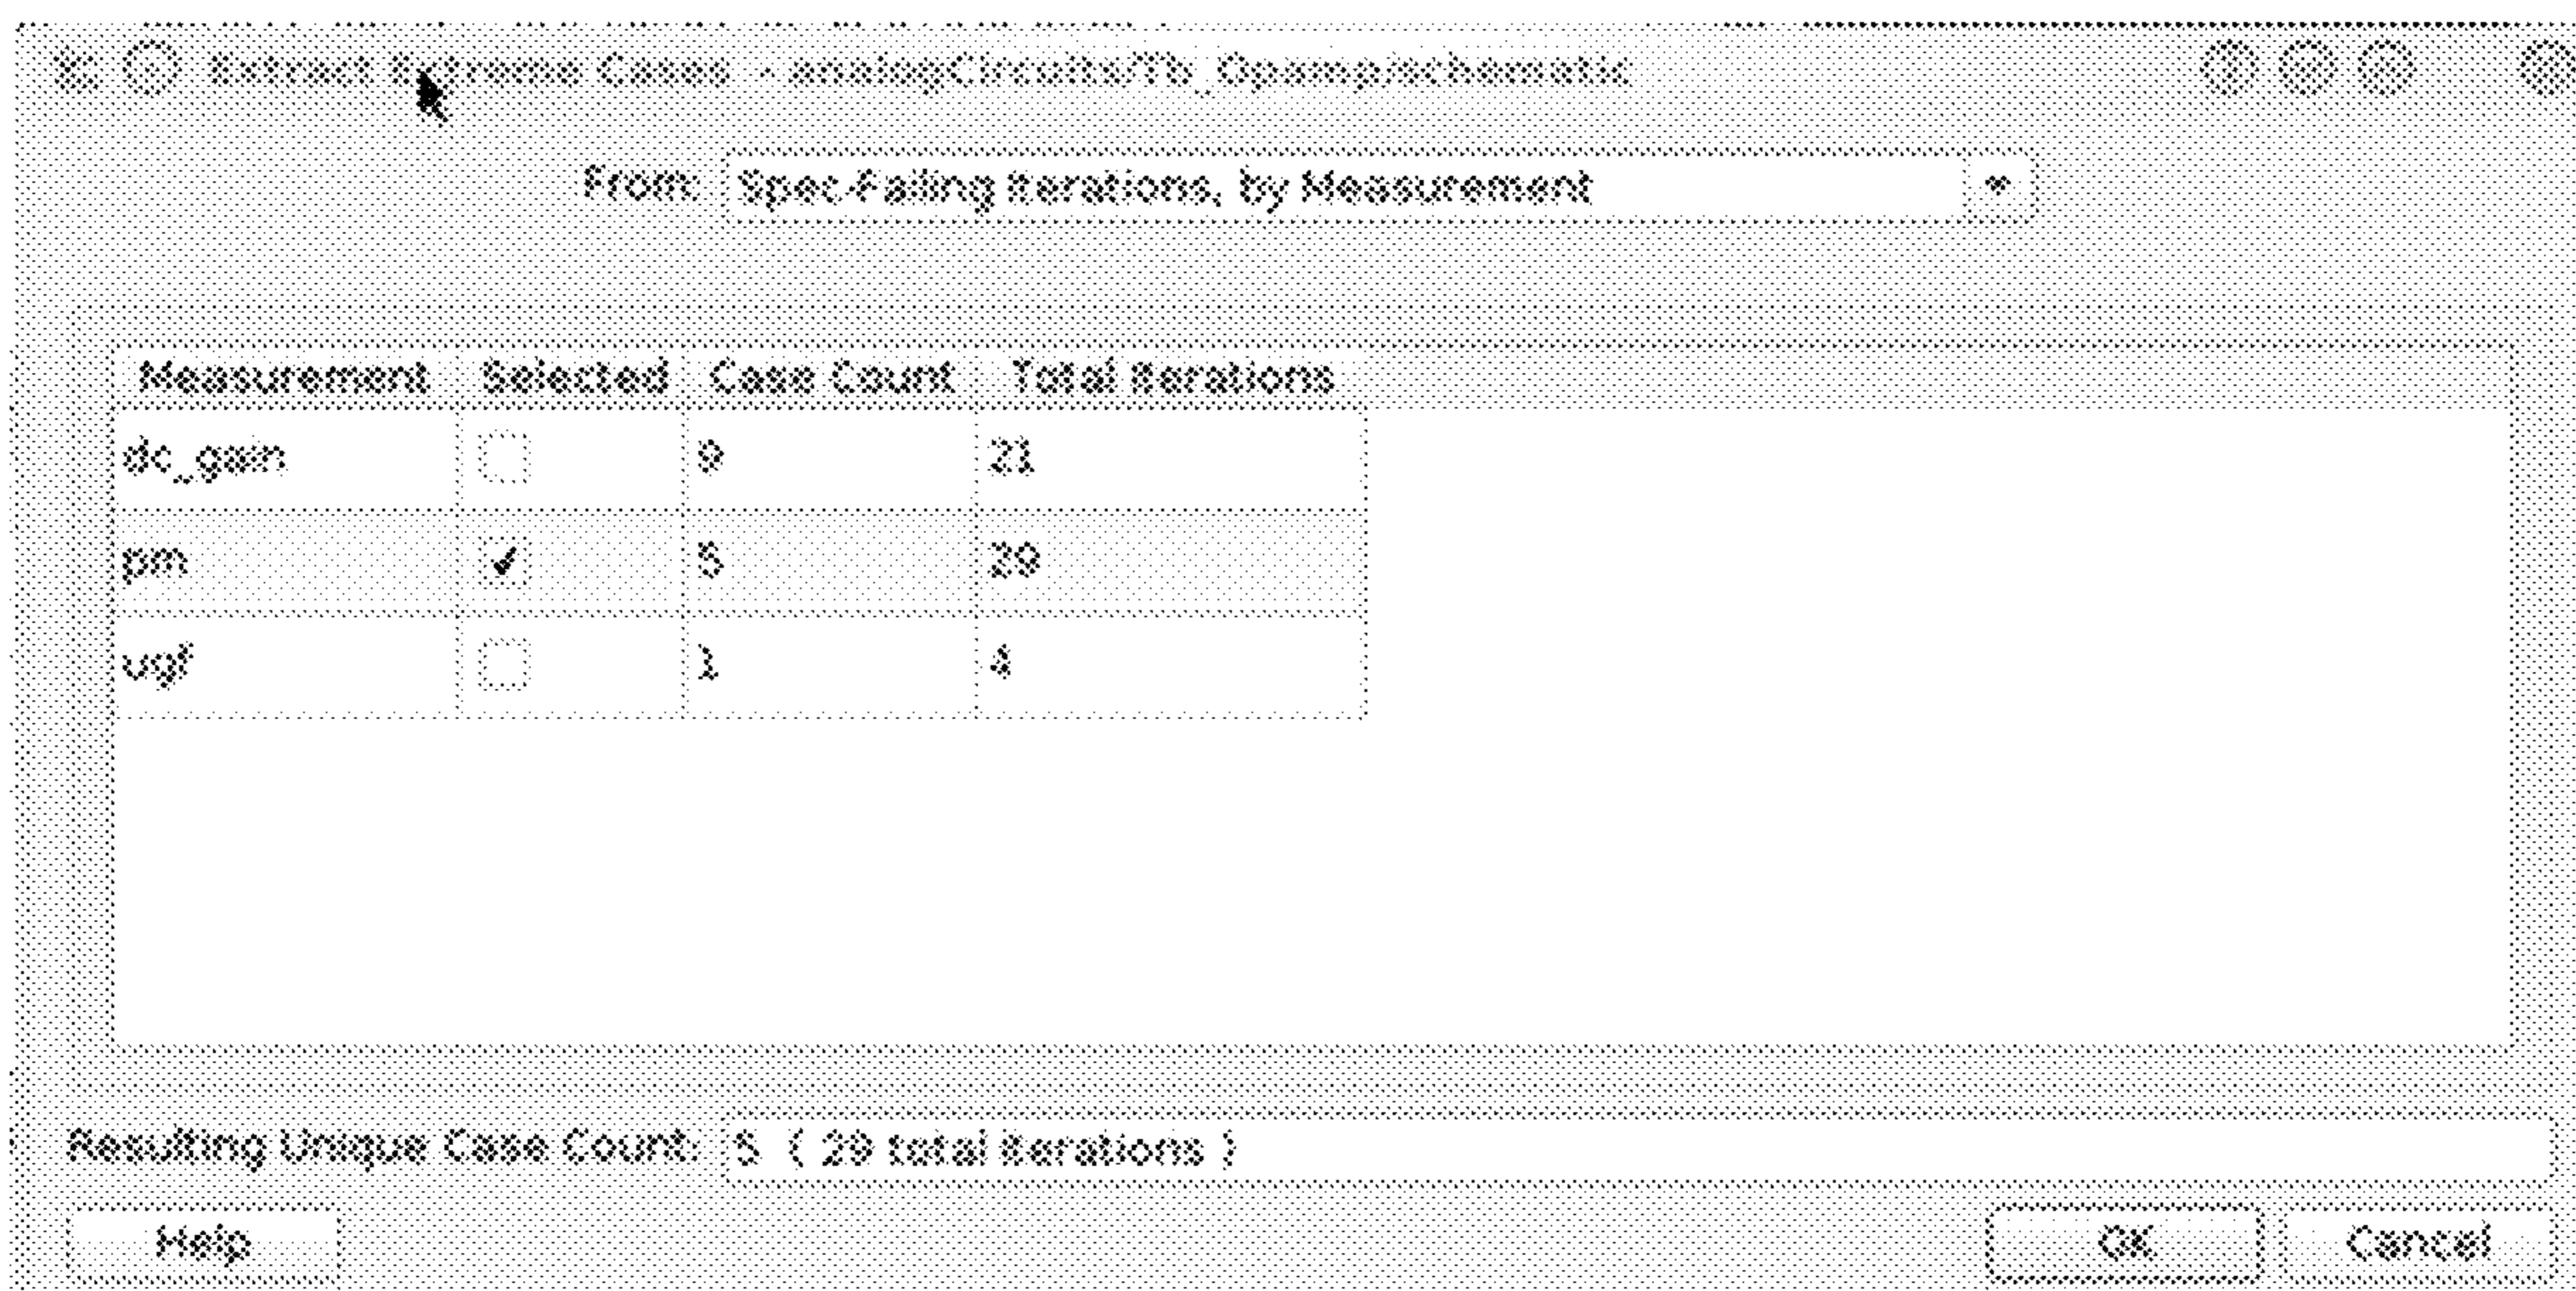 Extract Extreme Cases - analogCircuits/Tb_Opamp/schematic
From: Spec-Failing Iterations, by Measurement
Measurement Selected Case Count Total Iterations
dc_gain 9 21
pm 5 29
ugf 1 4
Resulting Unique Case Count: 5 ( 29 total iterations )
Help OK Cancel